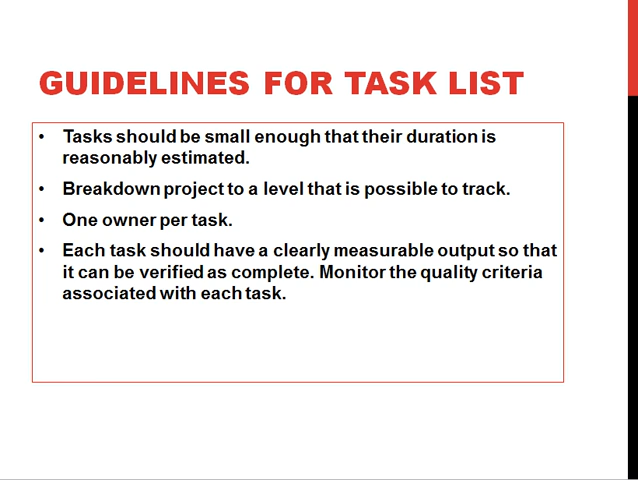 GUIDELINES FOR TASK LIST
• Tasks should be small enough that their duration is
reasonably estimated.
• Breakdown project to a level that is possible to track.
• One owner per task.
• Each task should have a clearly measurable output so that
it can be verified as complete. Monitor the quality criteria
associated with each task.